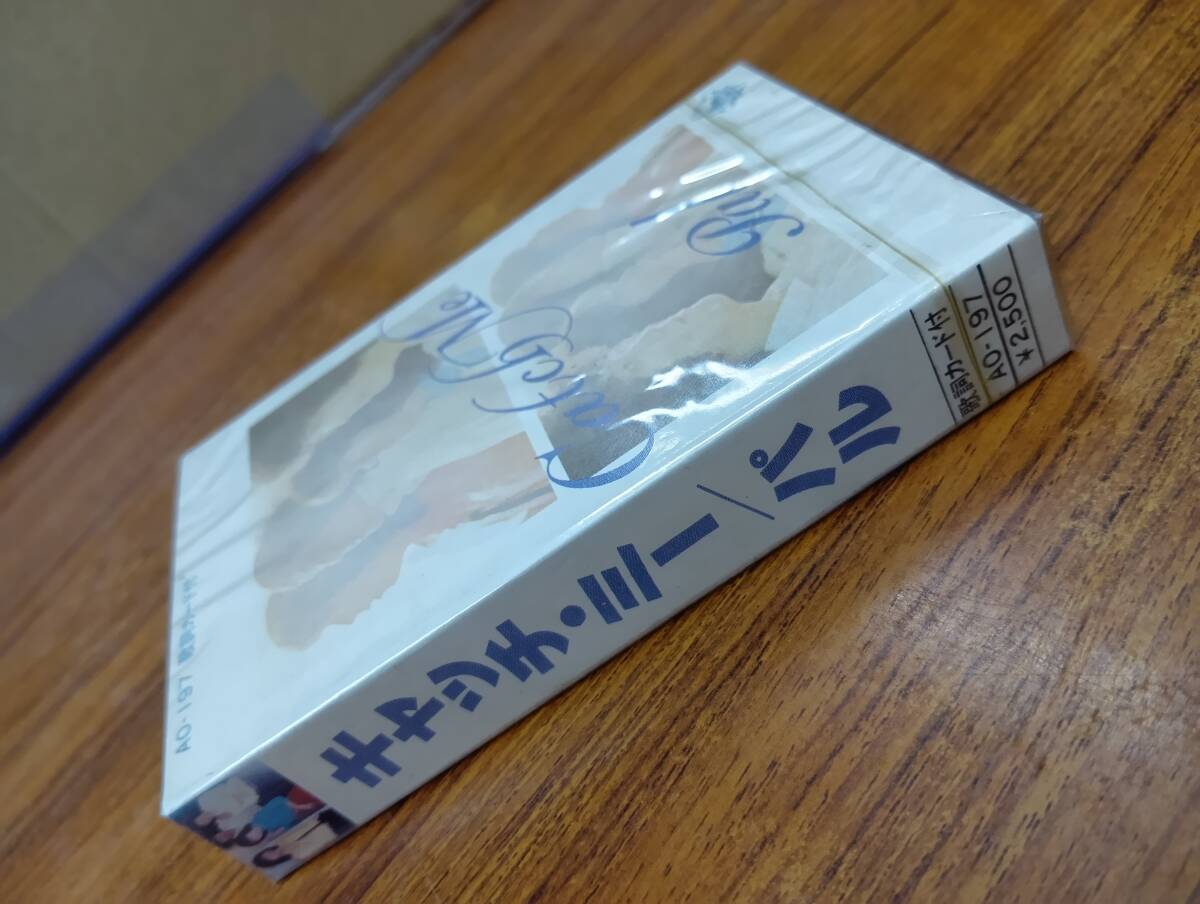 Pal
Catch Me
AO-197 歌詞カード付
キャッチ・ミー/パル
歌詞カード付
AO-197
¥2,500